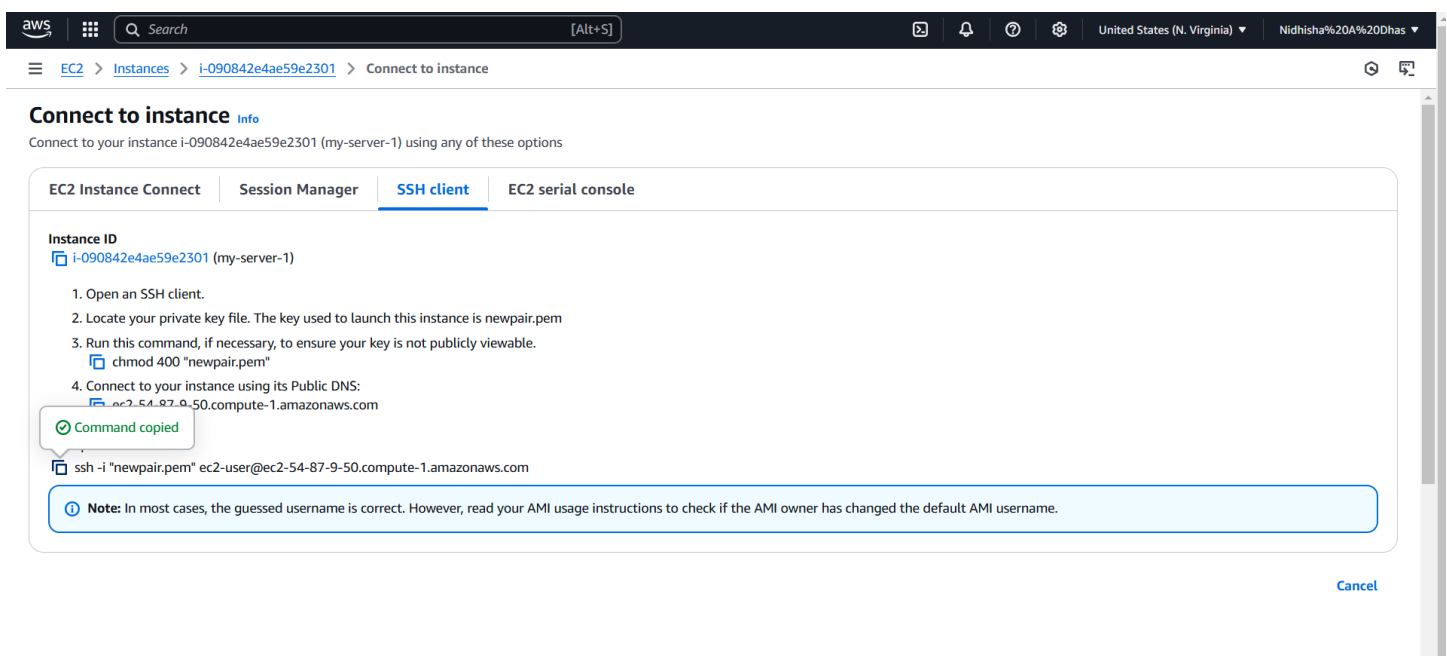 aws
Search [Alt+S] United States (N. Virginia) Nidhisha%20A%20Dhas
EC2 > Instances > i-090842e4ae59e2301 > Connect to instance
Connect to instance Info
Connect to your instance i-090842e4ae59e2301 (my-server-1) using any of these options
EC2 Instance Connect Session Manager SSH client EC2 serial console
Instance ID
i-090842e4ae59e2301 (my-server-1)
1. Open an SSH client.
2. Locate your private key file. The key used to launch this instance is newpair.pem
3. Run this command, if necessary, to ensure your key is not publicly viewable.
chmod 400 "newpair.pem"
4. Connect to your instance using its Public DNS:
ec2-54-87-9-50.compute-1.amazonaws.com
Command copied
ssh -i "newpair.pem" ec2-user@ec2-54-87-9-50.compute-1.amazonaws.com
Note: In most cases, the guessed username is correct. However, read your AMI usage instructions to check if the AMI owner has changed the default AMI username.
Cancel